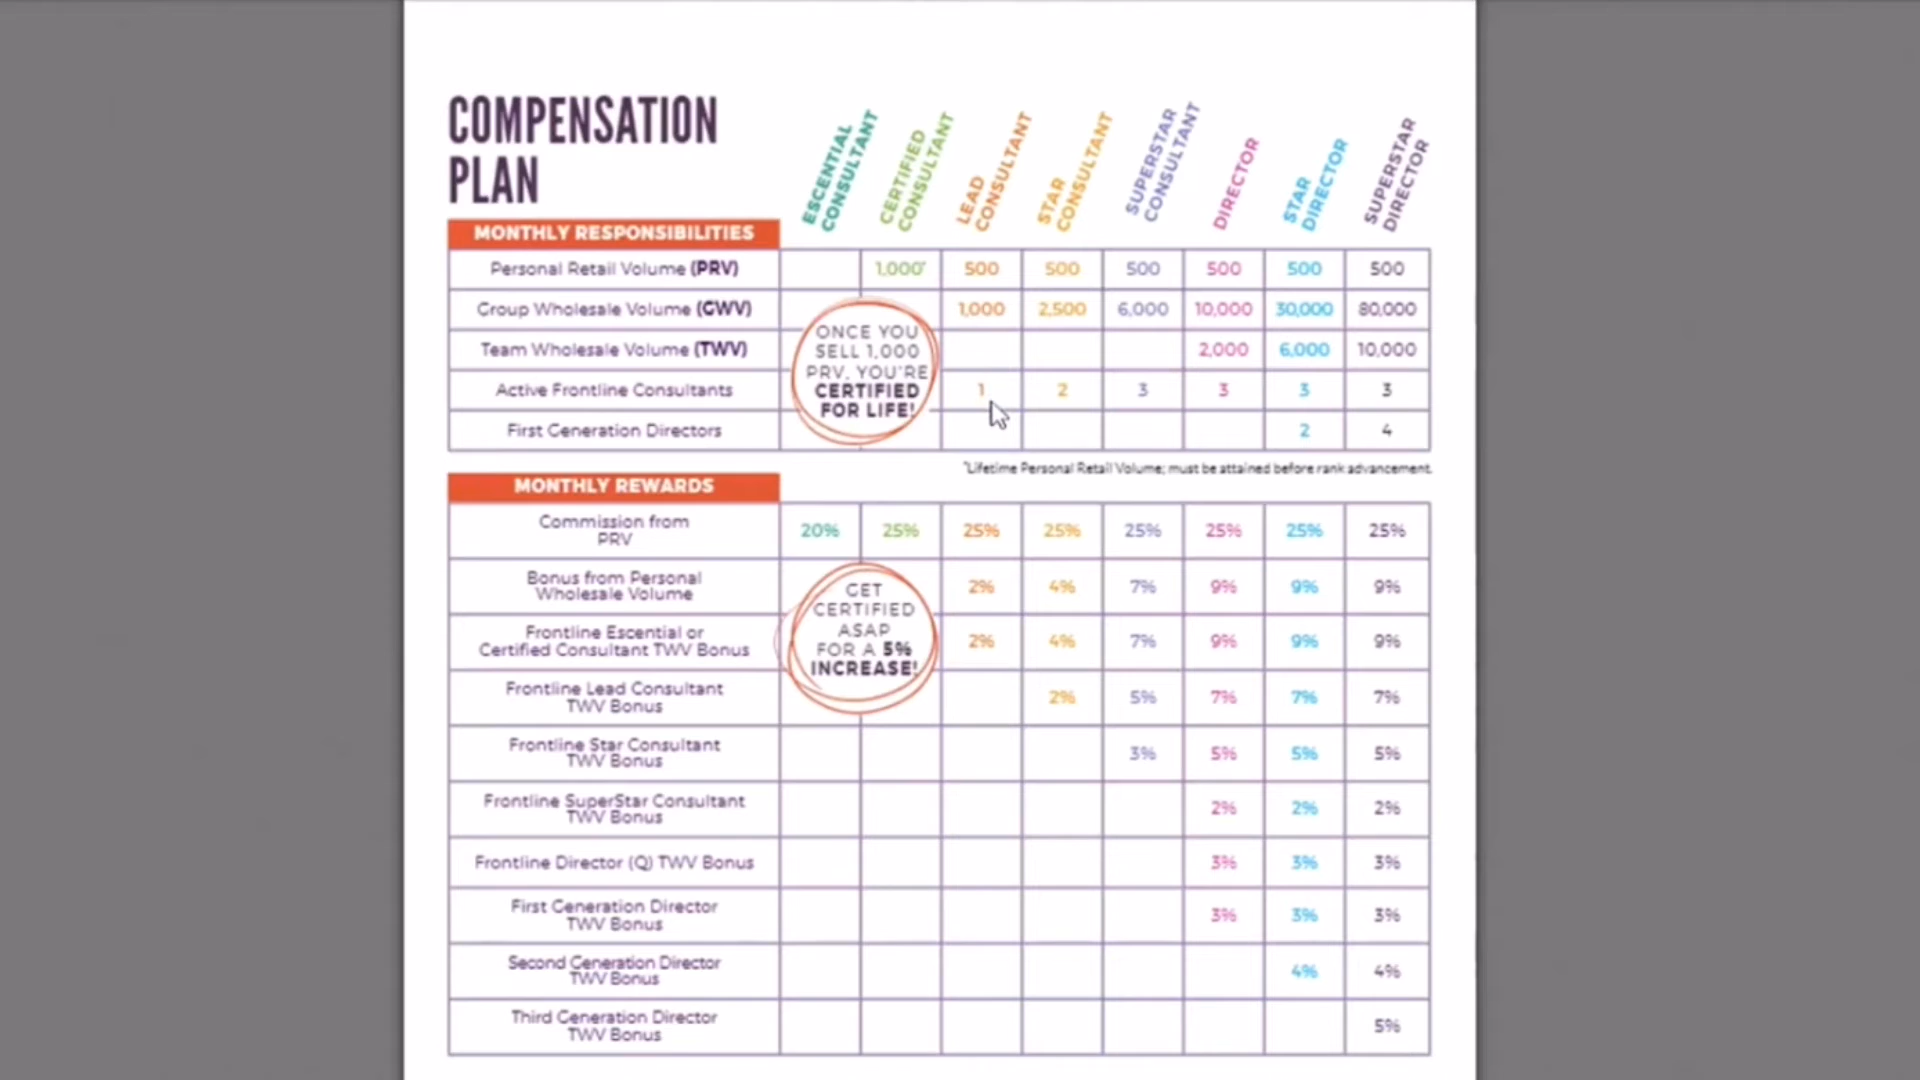 COMPENSATION
PLAN
ESCENTIAL
CONSULTANT
CERTIFIED
CONSULTANT
LEAD
CONSULTANT
STAR
CONSULTANT
SUPERSTAR
CONSULTANT
DIRECTOR
STAR
DIRECTOR
SUPERSTAR
DIRECTOR
MONTHLY RESPONSIBILITIES
Personal Retail Volume (PRV) 1,000* 500 500 500 500 500 500
Group Wholesale Volume (GWV) 1,000 2,500 6,000 10,000 30,000 80,000
Team Wholesale Volume (TWV) 2,000 6,000 10,000
Active Frontline Consultants 1 2 3 3 3 3
First Generation Directors 2 4
ONCE YOU
SELL 1,000
PRV, YOU'RE
CERTIFIED
FOR LIFE!
*Lifetime Personal Retail Volume; must be attained before rank advancement.
MONTHLY REWARDS
Commission from
PRV
20% 25% 25% 25% 25% 25% 25% 25%
Bonus from Personal
Wholesale Volume
2% 4% 7% 9% 9% 9%
Frontline Escential or
Certified Consultant TWV Bonus
2% 4% 7% 9% 9% 9%
GET
CERTIFIED
ASAP
FOR A 5%
INCREASE!
Frontline Lead Consultant
TWV Bonus
2% 5% 7% 7% 7%
Frontline Star Consultant
TWV Bonus
3% 5% 5% 5%
Frontline SuperStar Consultant
TWV Bonus
2% 2% 2%
Frontline Director (Q) TWV Bonus 3% 3% 3%
First Generation Director
TWV Bonus
3% 3% 3%
Second Generation Director
TWV Bonus
4% 4%
Third Generation Director
TWV Bonus
5%